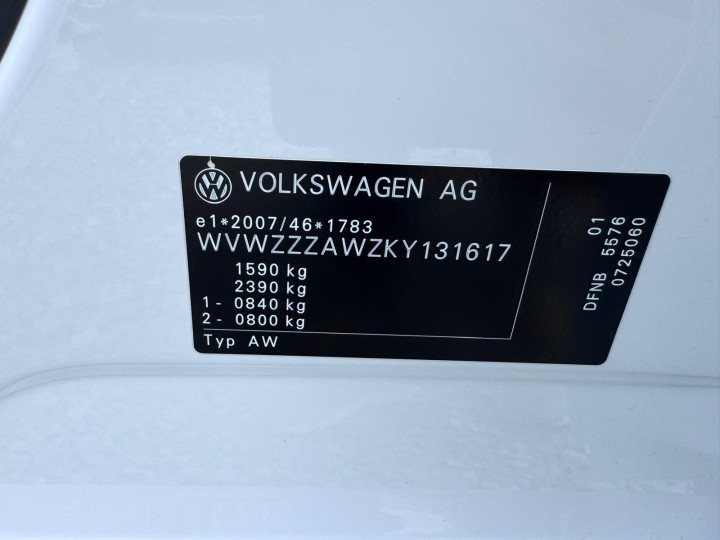 VOLKSWAGEN AG
e1*2007/46*1783
WVWZZZAWZKY131617
1590 kg
2390 kg
1- 0840 kg
2- 0800 kg
Typ AW
01
DFNB 5576
0725060